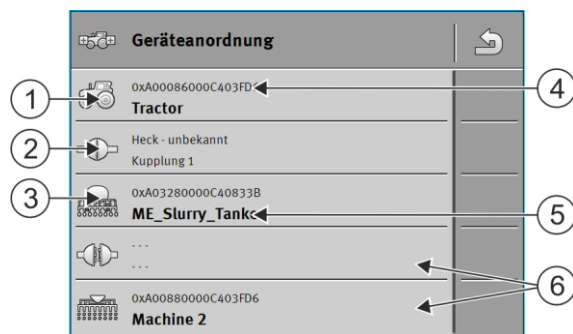 Geräteanordnung
0xA00086000C403FD
Tractor
Heck - unbekannt
Kupplung 1
0xA03280000C40833B
ME_Slurry_Tank
- - -
- - -
0xA00880000C403FD6
Machine 2
1
2
3
4
5
6